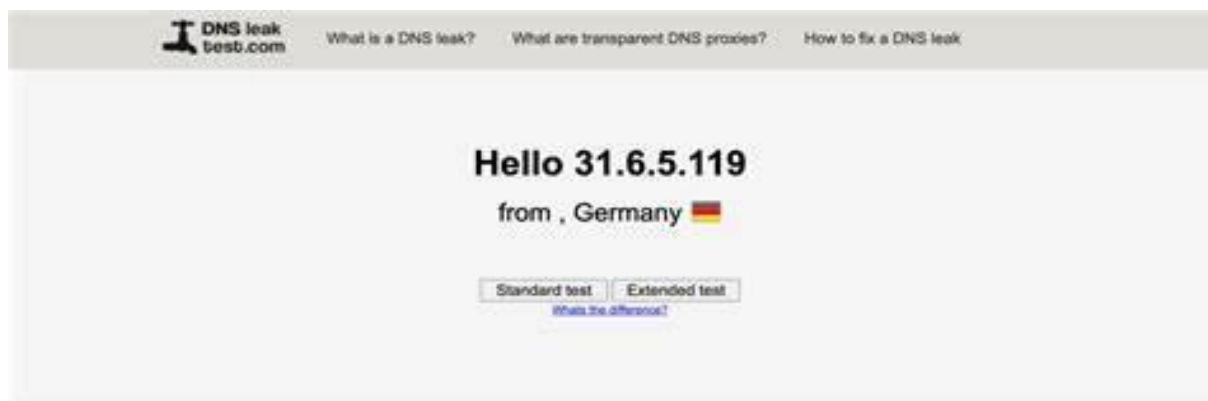 DNS leak
test.com
What is a DNS leak?
What are transparent DNS proxies?
How to fix a DNS leak
Hello 31.6.5.119
from , Germany
Standard test
Extended test
Whats the difference?